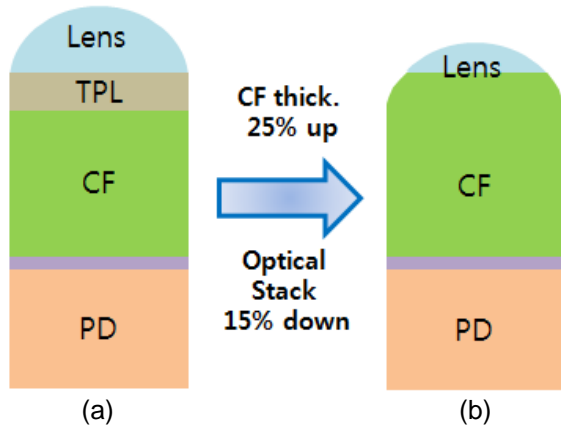 Lens
TPL
CF
PD
(a)
CF thick.
25% up
Optical
Stack
15% down
Lens
CF
PD
(b)